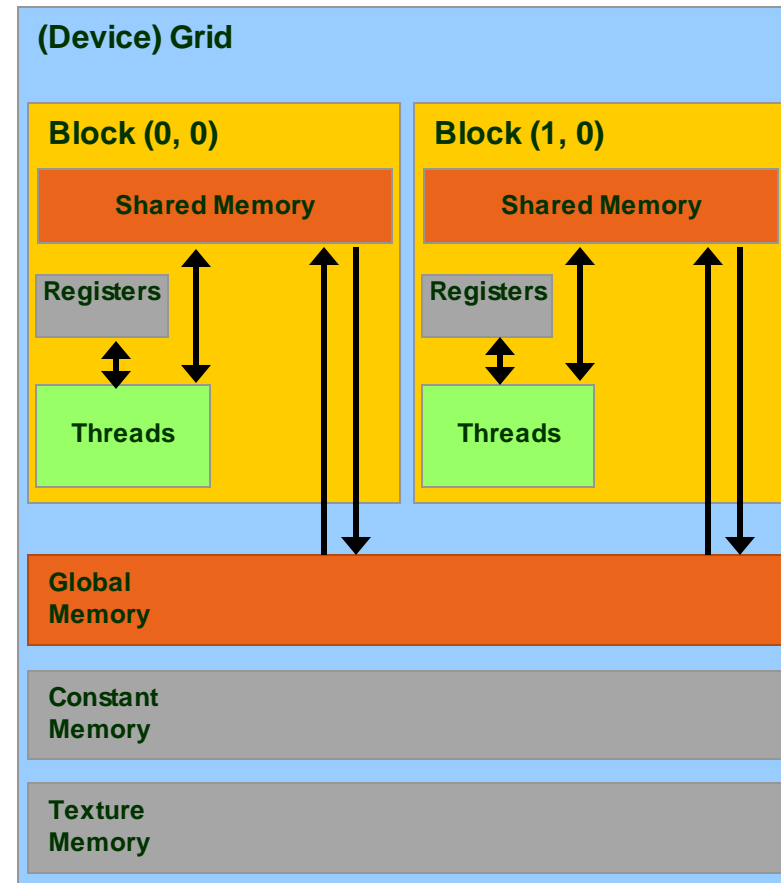 (Device) Grid
Block (0, 0)
Shared Memory
Registers
Threads
Block (1, 0)
Shared Memory
Registers
Threads
Global
Memory
Constant
Memory
Texture
Memory